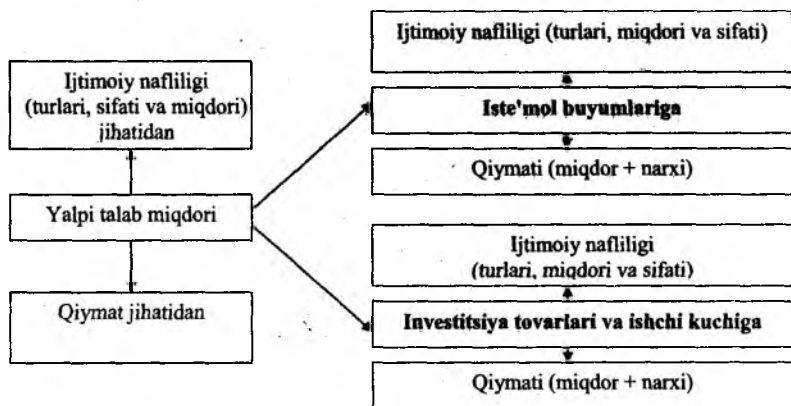 Ijtimoiy nafliligi
(turlari, sifati va miqdori)
jihatidan
Yalpi talab miqdori
Qiymat jihatidan
Ijtimoiy nafliligi (turlari, miqdori va sifati)
Iste'mol buyumlariga
Qiymati (miqdor + narxi)
Ijtimoiy nafliligi
(turlari, miqdori va sifati)
Investitsiya tovarlari va ishchi kuchiga
Qiymati (miqdor + narxi)